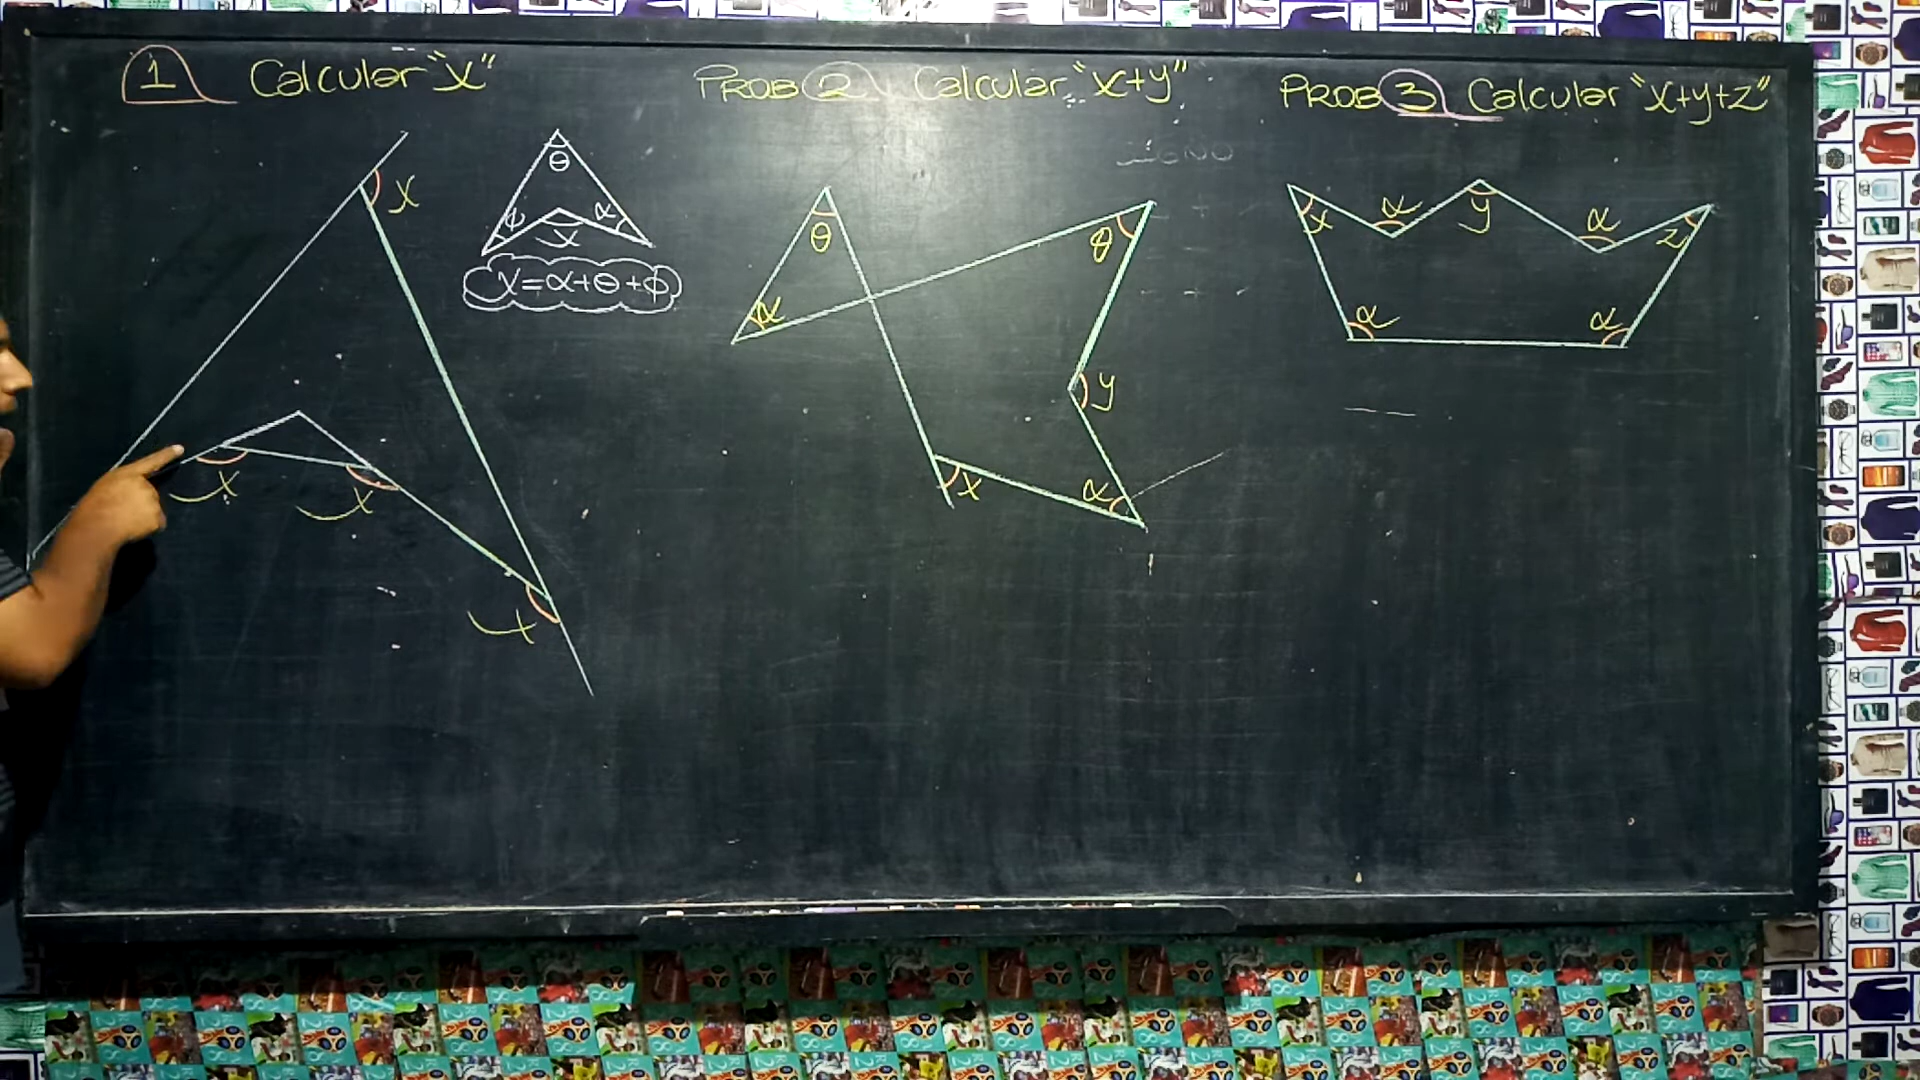 1 Calcular "x"
x
θ
ϕ
α
x
x=α+θ+ϕ
x
x
x
PROB 2 Calcular "x+y"
θ
θ
α
y
x
α
PROB 3 Calcular "x+y+z"
x
α
y
α
z
α
α